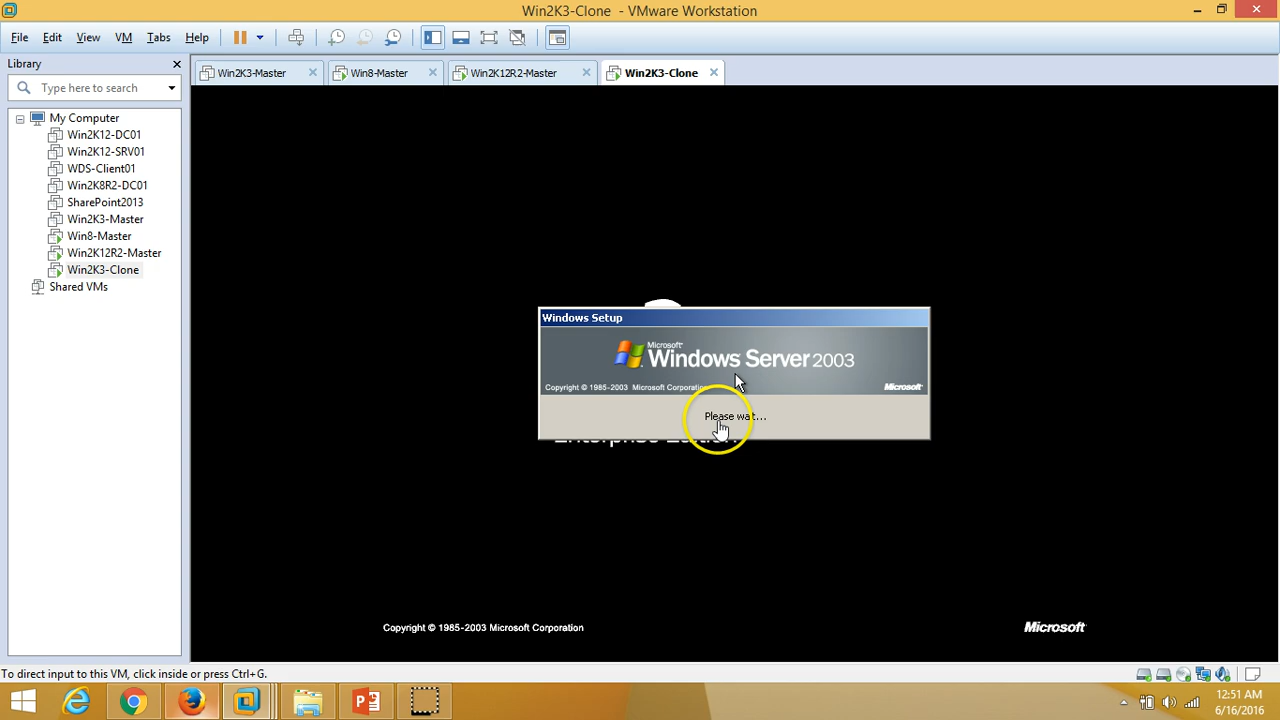 Win2K3-Clone - VMware Workstation
File Edit View VM Tabs Help
Library
Type here to search
My Computer
Win2K12-DC01
Win2K12-SRV01
WDS-Client01
Win2K8R2-DC01
SharePoint2013
Win2K3-Master
Win8-Master
Win2K12R2-Master
Win2K3-Clone
Shared VMs
Win2K3-Master Win8-Master Win2K12R2-Master Win2K3-Clone
Windows Setup
Microsoft
Windows Server 2003
Copyright © 1985-2003 Microsoft Corporation Microsoft
Please wait...
Enterprise Edition
Copyright © 1985-2003 Microsoft Corporation Microsoft
To direct input to this VM, click inside or press Ctrl+G.
12:51 AM
6/16/2016